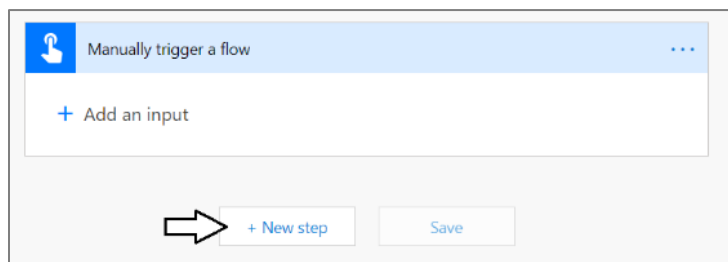 Manually trigger a flow
+ Add an input
+ New step
Save